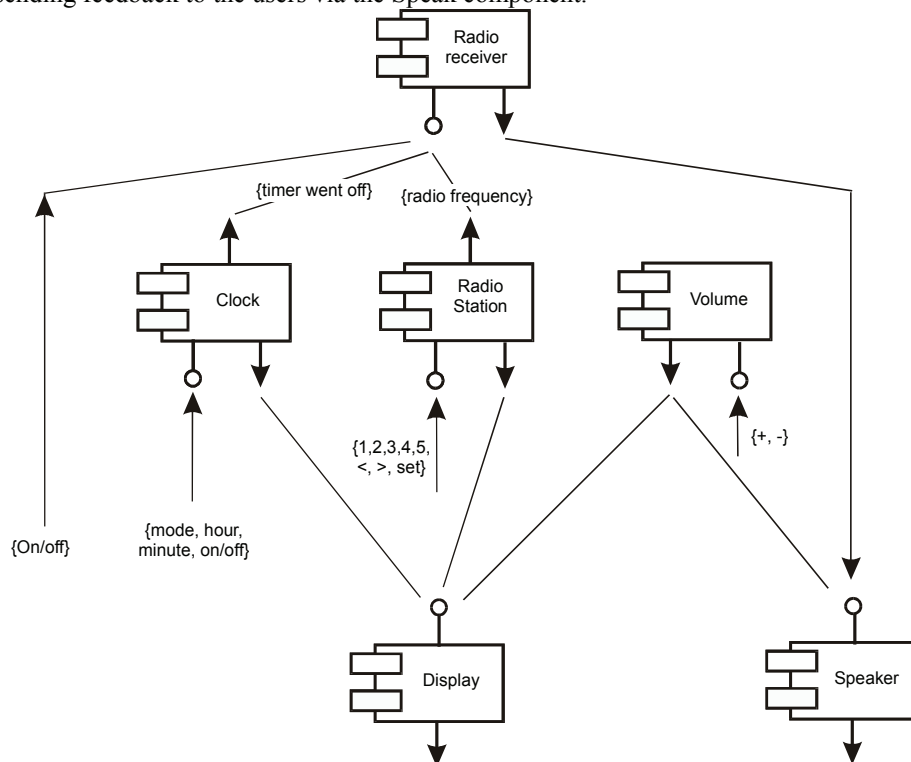 sending feedback to the users via the Speak component.
Radio
receiver
{timer went off}
{radio frequency}
Clock
Radio
Station
Volume
{1,2,3,4,5,
<, >, set}
{+, -}
{On/off}
{mode, hour,
minute, on/off}
Display
Speaker